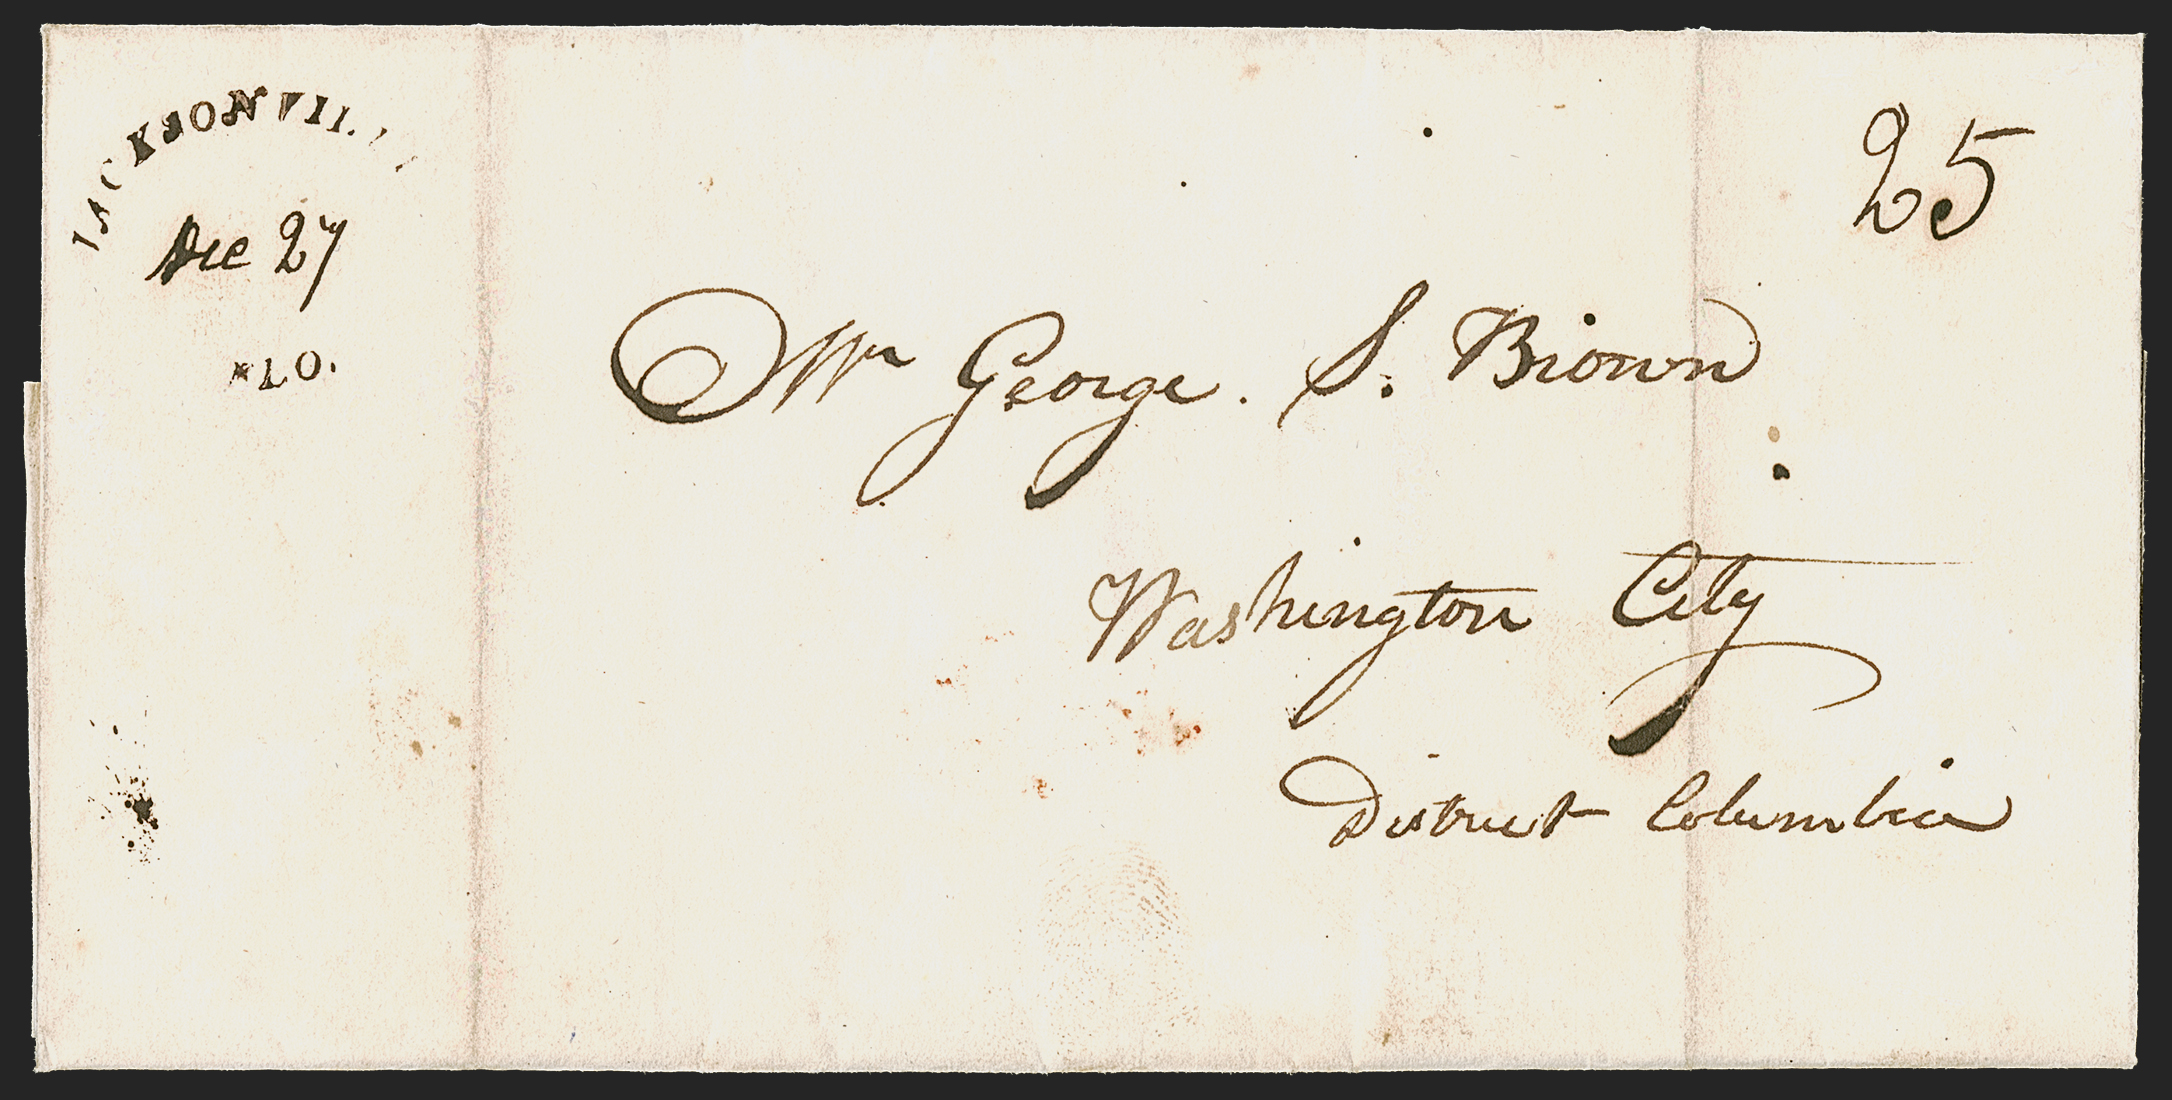 JACKSONVILLE
Dec 27
FLO.
25
Mr George. S. Brown
Washington City
District Columbia